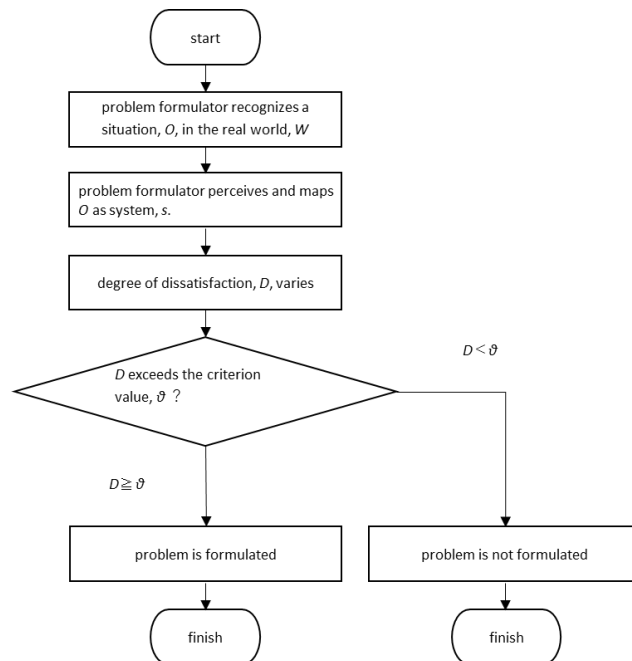 start
problem formulator recognizes a
situation, O, in the real world, W
problem formulator perceives and maps
O as system, s.
degree of dissatisfaction, D, varies
D＜ϑ
D exceeds the criterion
value, ϑ ？
D≧ϑ
problem is formulated
problem is not formulated
finish
finish